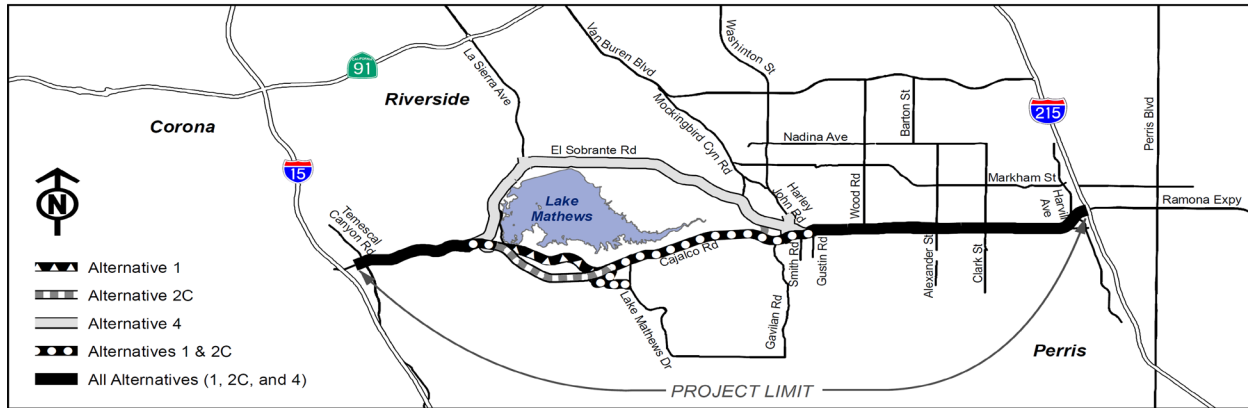 CALIFORNIA
91
Riverside
Corona
La Sierra Ave
Van Buren Blvd
Washinton St
Mockingbird Cyn Rd
Barton St
INTERSTATE
215
Perris Blvd
Nadina Ave
El Sobrante Rd
15
N
Temescal
Canyon Rd
Lake
Mathews
Harley
John Rd
Wood Rd
Markham St
Harvill
Ave
Ramona Expy
Cajalco Rd
Smith Rd
Gustin Rd
Alexander St
Clark St
Gavilan Rd
Lake Mathews Dr
Perris
Alternative 1
Alternative 2C
Alternative 4
Alternatives 1 & 2C
All Alternatives (1, 2C, and 4)
PROJECT LIMIT